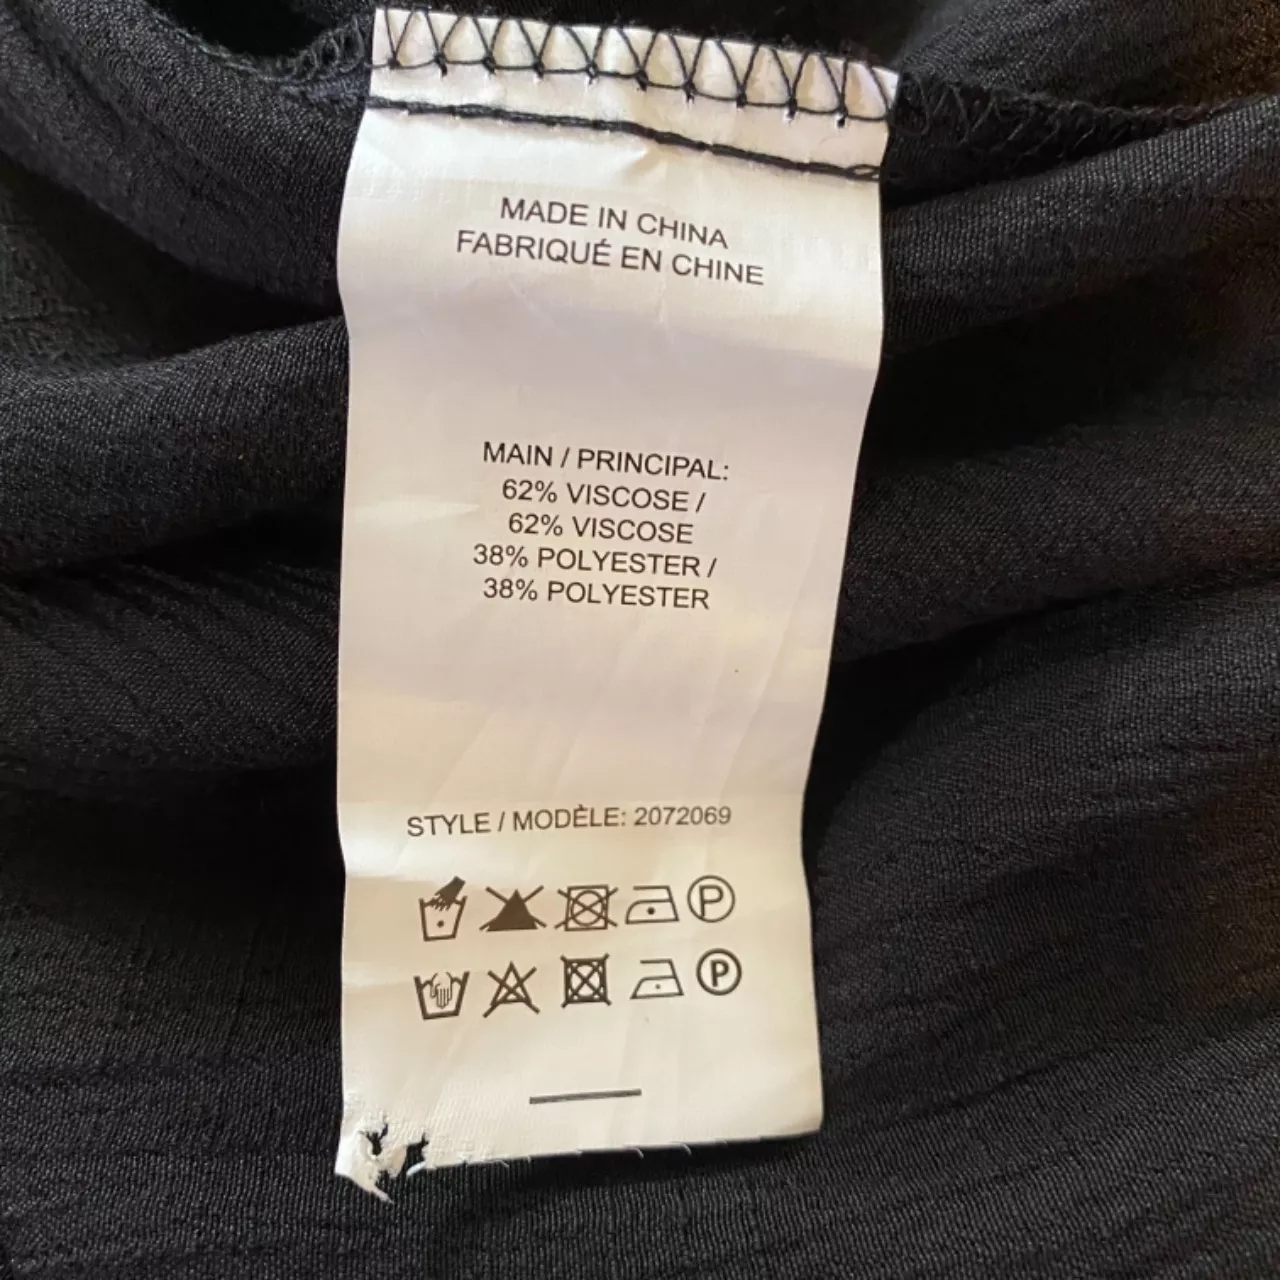 MADE IN CHINA
FABRIQUÉ EN CHINE
MAIN / PRINCIPAL:
62% VISCOSE /
62% VISCOSE
38% POLYESTER /
38% POLYESTER
STYLE / MODÈLE: 2072069
P
P